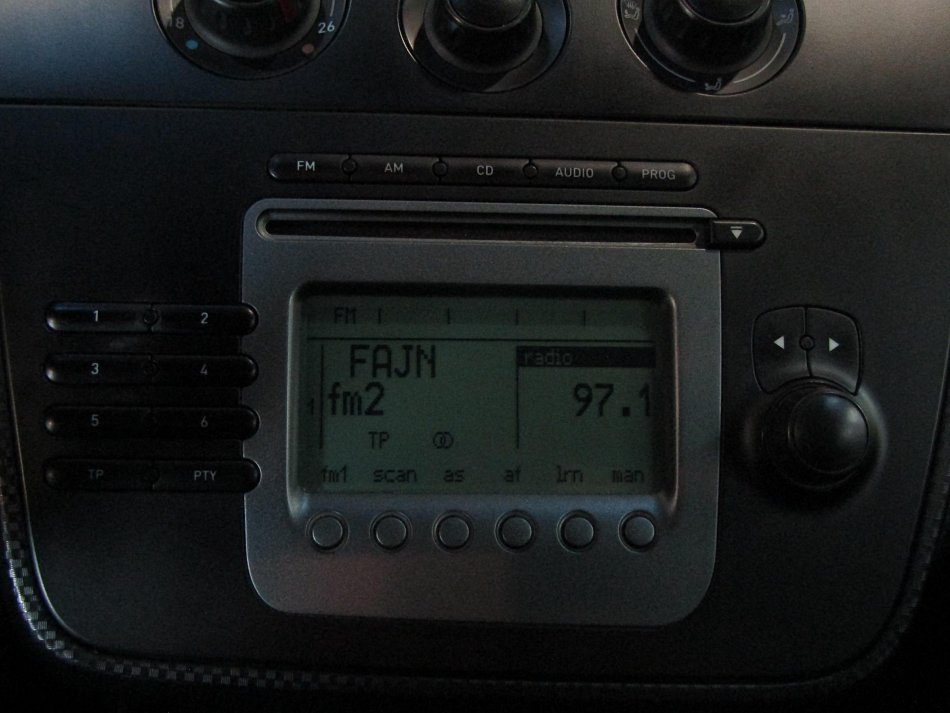 18 26
FM AM CD AUDIO PROG
FM
1 2
FAJN radio
3 4
1 fm2 97.1
5 6
TP
fm1 scan as af lrn man
TP PTY